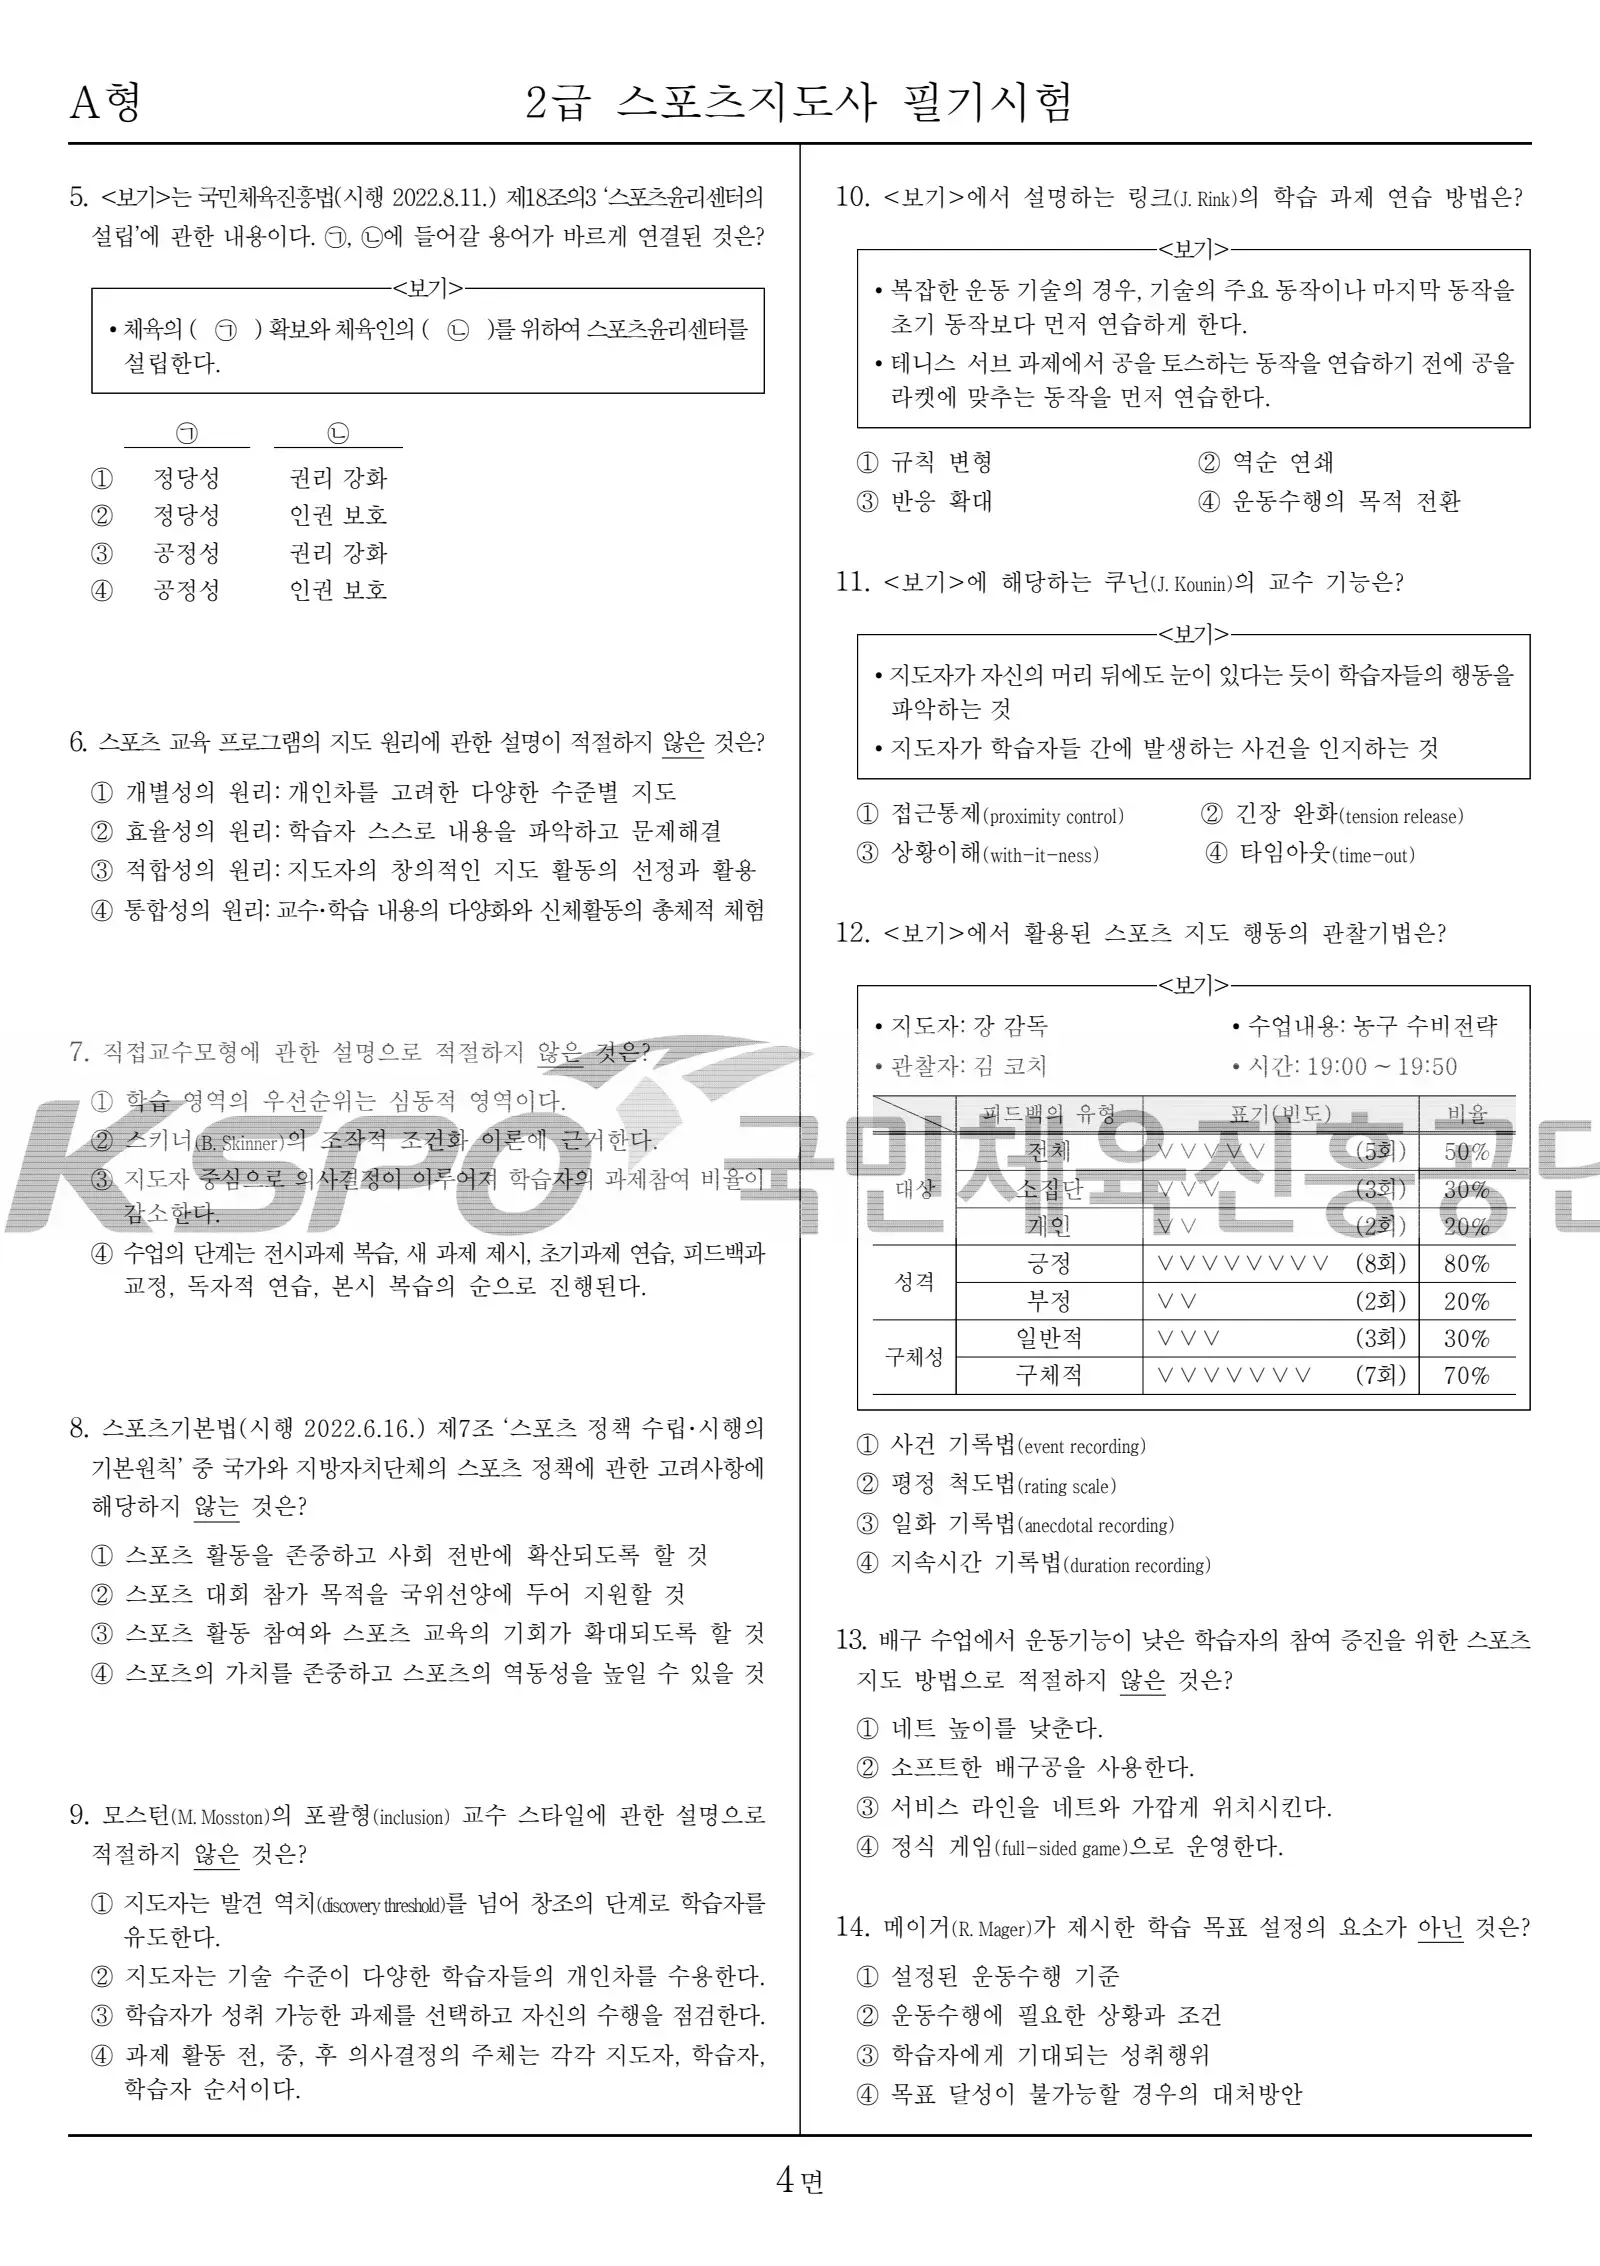 A형
2급 스포츠지도사 필기시험
5. <보기>는 국민체육진흥법(시행 2022.8.11.) 제18조의3 ‘스포츠윤리센터의
설립’에 관한 내용이다. ㉠, ㉡에 들어갈 용어가 바르게 연결된 것은?
<보기>
• 체육의 ( ㉠ ) 확보와 체육인의 ( ㉡ )를 위하여 스포츠윤리센터를
설립한다.
㉠ ㉡
① 정당성 권리 강화
② 정당성 인권 보호
③ 공정성 권리 강화
④ 공정성 인권 보호
6. 스포츠 교육 프로그램의 지도 원리에 관한 설명이 적절하지 않은 것은?
① 개별성의 원리: 개인차를 고려한 다양한 수준별 지도
② 효율성의 원리: 학습자 스스로 내용을 파악하고 문제해결
③ 적합성의 원리: 지도자의 창의적인 지도 활동의 선정과 활용
④ 통합성의 원리: 교수·학습 내용의 다양화와 신체활동의 총체적 체험
7. 직접교수모형에 관한 설명으로 적절하지 않은 것은?
① 학습 영역의 우선순위는 심동적 영역이다.
② 스키너(B. Skinner)의 조작적 조건화 이론에 근거한다.
③ 지도자 중심으로 의사결정이 이루어져 학습자의 과제참여 비율이
감소한다.
④ 수업의 단계는 전시과제 복습, 새 과제 제시, 초기과제 연습, 피드백과
교정, 독자적 연습, 본시 복습의 순으로 진행된다.
8. 스포츠기본법(시행 2022.6.16.) 제7조 ‘스포츠 정책 수립·시행의
기본원칙’ 중 국가와 지방자치단체의 스포츠 정책에 관한 고려사항에
해당하지 않는 것은?
① 스포츠 활동을 존중하고 사회 전반에 확산되도록 할 것
② 스포츠 대회 참가 목적을 국위선양에 두어 지원할 것
③ 스포츠 활동 참여와 스포츠 교육의 기회가 확대되도록 할 것
④ 스포츠의 가치를 존중하고 스포츠의 역동성을 높일 수 있을 것
9. 모스턴(M. Mosston)의 포괄형(inclusion) 교수 스타일에 관한 설명으로
적절하지 않은 것은?
① 지도자는 발견 역치(discovery threshold)를 넘어 창조의 단계로 학습자를
유도한다.
② 지도자는 기술 수준이 다양한 학습자들의 개인차를 수용한다.
③ 학습자가 성취 가능한 과제를 선택하고 자신의 수행을 점검한다.
④ 과제 활동 전, 중, 후 의사결정의 주체는 각각 지도자, 학습자,
학습자 순서이다.
10. <보기>에서 설명하는 링크(J. Rink)의 학습 과제 연습 방법은?
<보기>
• 복잡한 운동 기술의 경우, 기술의 주요 동작이나 마지막 동작을
초기 동작보다 먼저 연습하게 한다.
• 테니스 서브 과제에서 공을 토스하는 동작을 연습하기 전에 공을
라켓에 맞추는 동작을 먼저 연습한다.
① 규칙 변형 ② 역순 연쇄
③ 반응 확대 ④ 운동수행의 목적 전환
11. <보기>에 해당하는 쿠닌(J. Kounin)의 교수 기능은?
<보기>
• 지도자가 자신의 머리 뒤에도 눈이 있다는 듯이 학습자들의 행동을
파악하는 것
• 지도자가 학습자들 간에 발생하는 사건을 인지하는 것
① 접근통제(proximity control) ② 긴장 완화(tension release)
③ 상황이해(with-it-ness) ④ 타임아웃(time-out)
12. <보기>에서 활용된 스포츠 지도 행동의 관찰기법은?
<보기>
• 지도자: 강 감독 • 수업내용: 농구 수비전략
• 관찰자: 김 코치 • 시간: 19:00 ~ 19:50
피드백의 유형 표기(빈도) 비율
대상 전체 ∨∨∨∨∨ (5회) 50%
소집단 ∨∨∨ (3회) 30%
개인 ∨∨ (2회) 20%
성격 긍정 ∨∨∨∨∨∨∨∨ (8회) 80%
부정 ∨∨ (2회) 20%
구체성 일반적 ∨∨∨ (3회) 30%
구체적 ∨∨∨∨∨∨∨ (7회) 70%
① 사건 기록법(event recording)
② 평정 척도법(rating scale)
③ 일화 기록법(anecdotal recording)
④ 지속시간 기록법(duration recording)
13. 배구 수업에서 운동기능이 낮은 학습자의 참여 증진을 위한 스포츠
지도 방법으로 적절하지 않은 것은?
① 네트 높이를 낮춘다.
② 소프트한 배구공을 사용한다.
③ 서비스 라인을 네트와 가깝게 위치시킨다.
④ 정식 게임(full-sided game)으로 운영한다.
14. 메이거(R. Mager)가 제시한 학습 목표 설정의 요소가 아닌 것은?
① 설정된 운동수행 기준
② 운동수행에 필요한 상황과 조건
③ 학습자에게 기대되는 성취행위
④ 목표 달성이 불가능할 경우의 대처방안
KSPO 국민체육진흥공단
4면